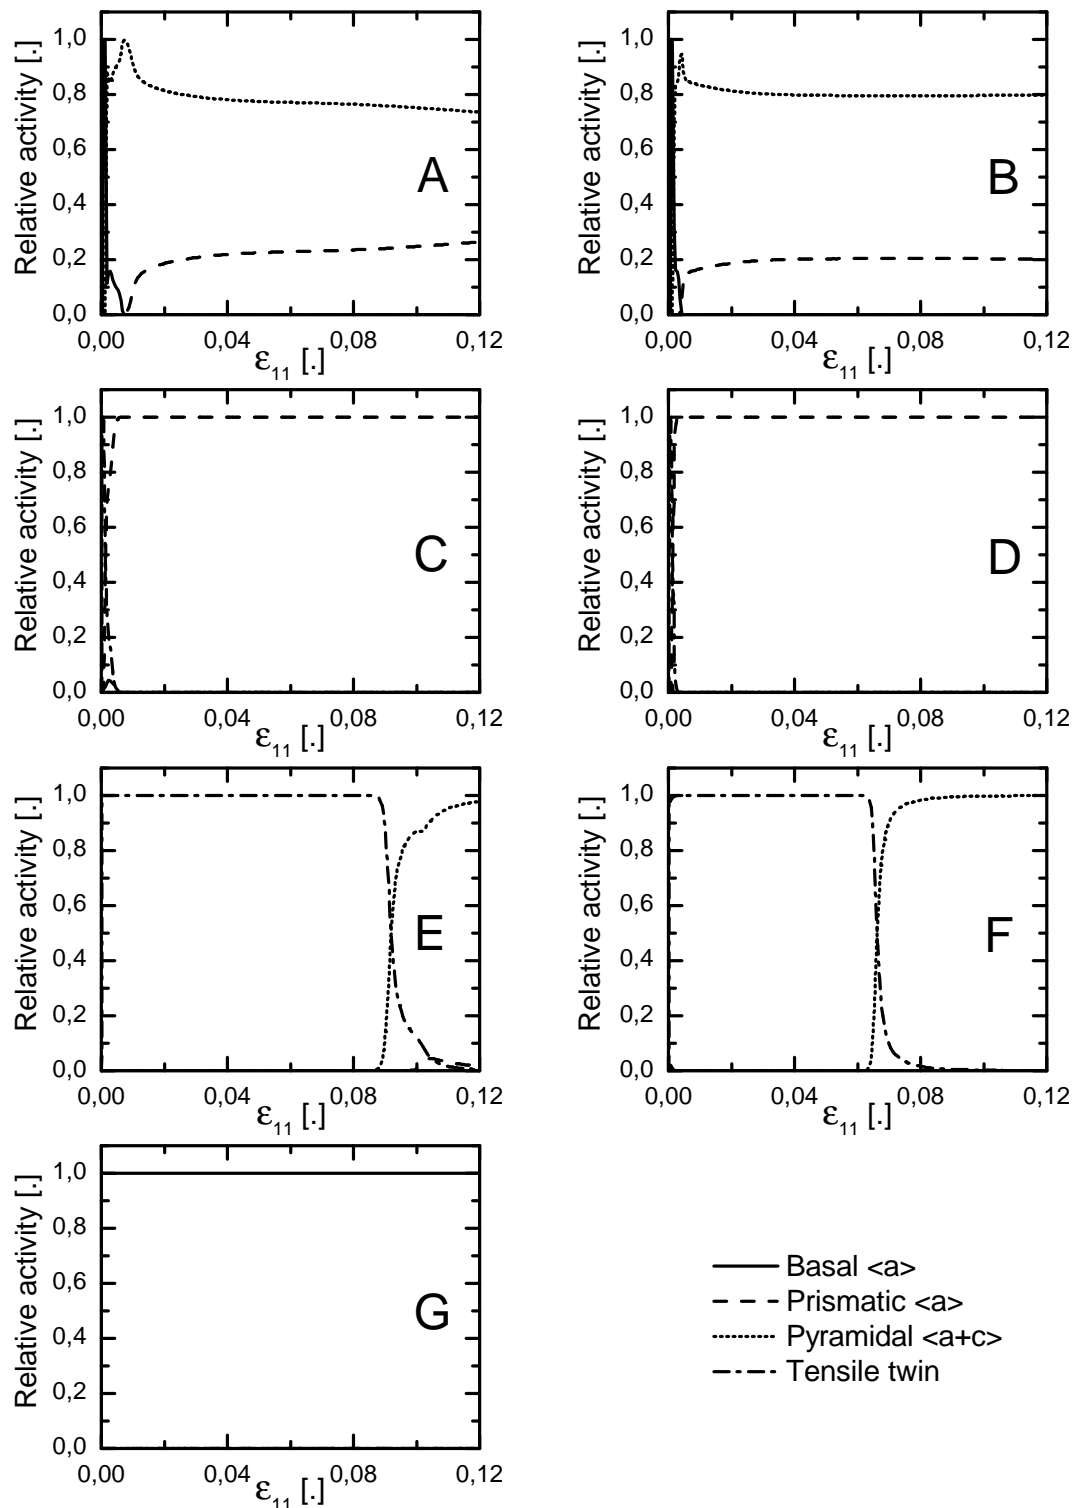 Relative activity [.]
1,0
0,8
0,6
0,4
0,2
0,0
A
0,00 0,04 0,08 0,12
ε11 [.]
Relative activity [.]
1,0
0,8
0,6
0,4
0,2
0,0
B
0,00 0,04 0,08 0,12
ε11 [.]
Relative activity [.]
1,0
0,8
0,6
0,4
0,2
0,0
C
0,00 0,04 0,08 0,12
ε11 [.]
Relative activity [.]
1,0
0,8
0,6
0,4
0,2
0,0
D
0,00 0,04 0,08 0,12
ε11 [.]
Relative activity [.]
1,0
0,8
0,6
0,4
0,2
0,0
E
0,00 0,04 0,08 0,12
ε11 [.]
Relative activity [.]
1,0
0,8
0,6
0,4
0,2
0,0
F
0,00 0,04 0,08 0,12
ε11 [.]
Relative activity [.]
1,0
0,8
0,6
0,4
0,2
0,0
G
0,00 0,04 0,08 0,12
ε11 [.]
Basal <a>
Prismatic <a>
Pyramidal <a+c>
Tensile twin